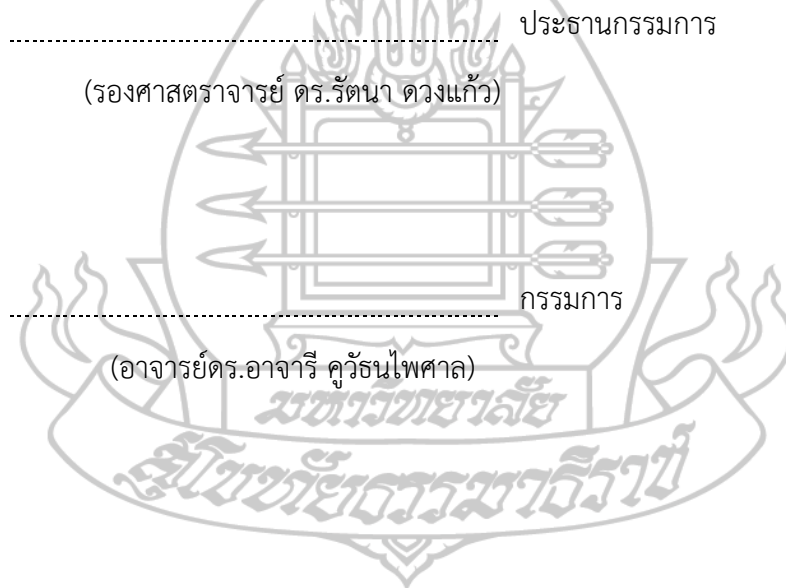 ประธานกรรมการ
(รองศาสตราจารย์ ดร.รัตนา ดวงแก้ว)
กรรมการ
(อาจารย์ดร.อาจารี คูวัธนไพศาล)
มหาวิทยาลัย
สุโขทัยธรรมาธิราช